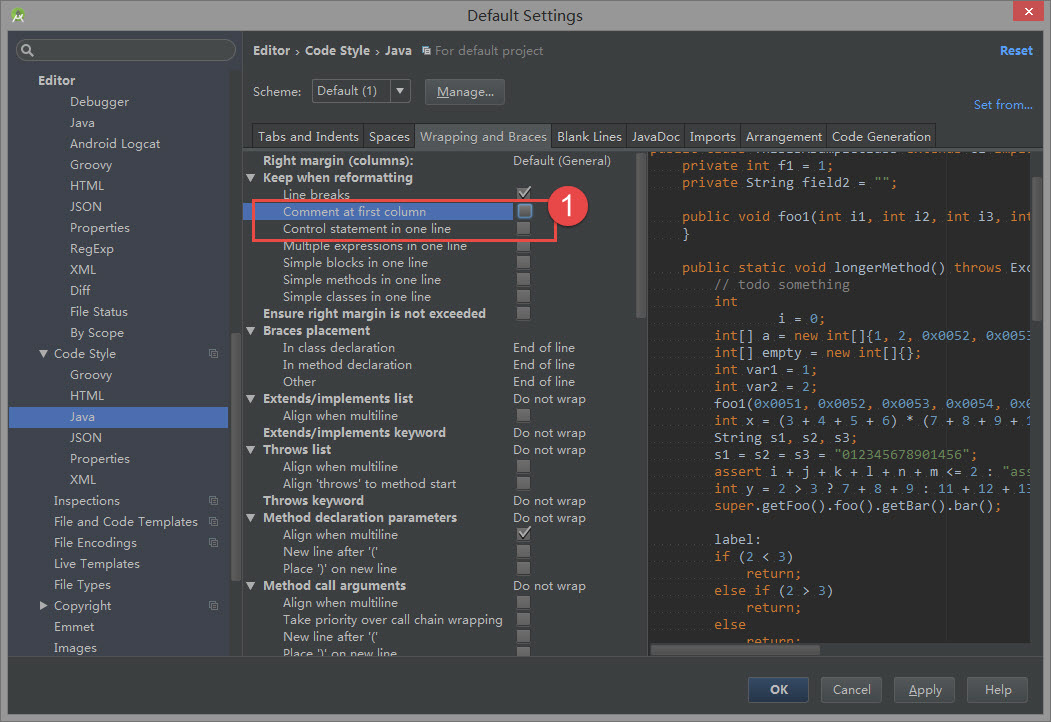 Default Settings
Editor
Debugger
Java
Android Logcat
Groovy
HTML
JSON
Properties
RegExp
XML
Diff
File Status
By Scope
Code Style
Groovy
HTML
Java
JSON
Properties
XML
Inspections
File and Code Templates
File Encodings
Live Templates
File Types
Copyright
Emmet
Images
Editor › Code Style › Java For default project
Reset
Scheme: Default (1) Manage...
Set from...
Tabs and Indents Spaces Wrapping and Braces Blank Lines JavaDoc Imports Arrangement Code Generation
Right margin (columns): Default (General)
Keep when reformatting
Line breaks
Comment at first column
1
Control statement in one line
Multiple expressions in one line
Simple blocks in one line
Simple methods in one line
Simple classes in one line
Ensure right margin is not exceeded
Braces placement
In class declaration End of line
In method declaration End of line
Other End of line
Extends/implements list Do not wrap
Align when multiline
Extends/implements keyword Do not wrap
Throws list Do not wrap
Align when multiline
Align 'throws' to method start
Throws keyword Do not wrap
Method declaration parameters Do not wrap
Align when multiline
New line after '('
Place ')' on new line
Method call arguments Do not wrap
Align when multiline
Take priority over call chain wrapping
New line after '('
Place ')' on new line
private int f1 = 1;
private String field2 = "";
public void foo1(int i1, int i2, int i3, int
}
public static void longerMethod() throws Exc
// todo something
int
i = 0;
int[] a = new int[]{1, 2, 0x0052, 0x0053
int[] empty = new int[]{};
int var1 = 1;
int var2 = 2;
foo1(0x0051, 0x0052, 0x0053, 0x0054, 0x0
int x = (3 + 4 + 5 + 6) * (7 + 8 + 9 + 1
String s1, s2, s3;
s1 = s2 = s3 = "012345678901456";
assert i + j + k + l + n + m <= 2 : "ass
int y = 2 > 3 ? 7 + 8 + 9 : 11 + 12 + 13
super.getFoo().foo().getBar().bar();
label:
if (2 < 3)
return;
else if (2 > 3)
return;
else
return;
OK Cancel Apply Help